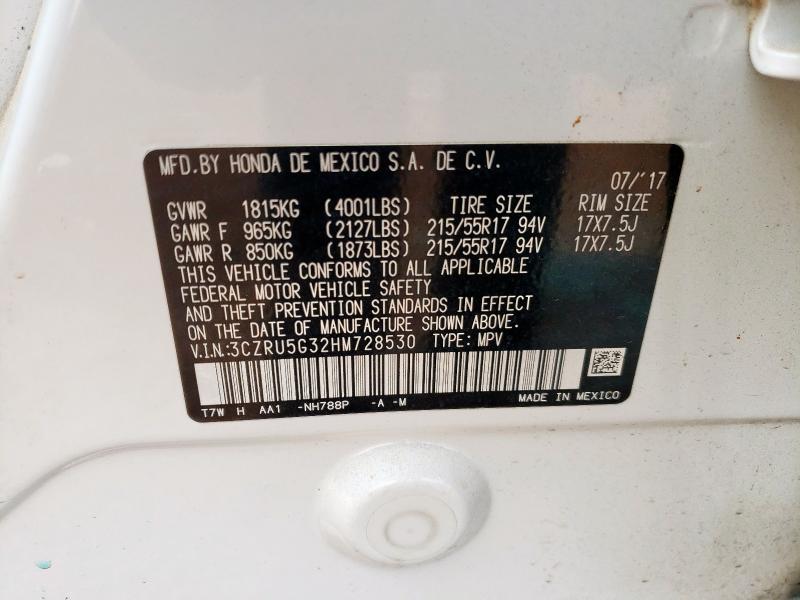 MFD.BY HONDA DE MEXICO S.A. DE C.V.
07/'17
GVWR 1815KG (4001LBS) TIRE SIZE RIM SIZE
GAWR F 965KG (2127LBS) 215/55R17 94V 17X7.5J
GAWR R 850KG (1873LBS) 215/55R17 94V 17X7.5J
THIS VEHICLE CONFORMS TO ALL APPLICABLE
FEDERAL MOTOR VEHICLE SAFETY
AND THEFT PREVENTION STANDARDS IN EFFECT
ON THE DATE OF MANUFACTURE SHOWN ABOVE.
V.I.N.:3CZRU5G32HM728530 TYPE: MPV
T7W H AA1 -NH788P -A -M
MADE IN MEXICO